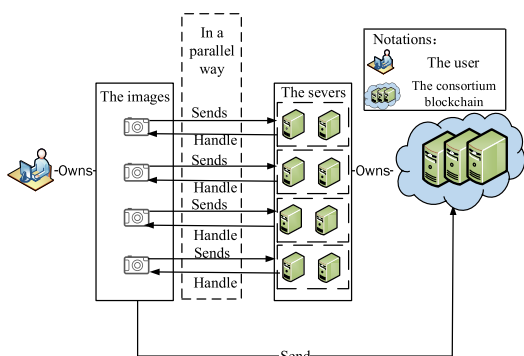 In a
parallel
way
Notations：
The user
The consortium
blockchain
The images
The severs
Sends
Handle
Sends
Handle
Sends
Handle
Sends
Handle
-Owns-
-Owns-
Send